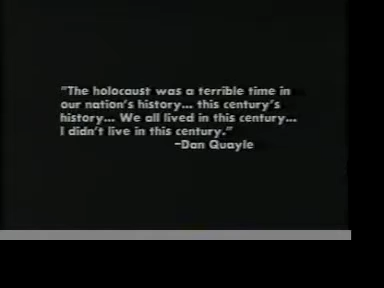 "The holocaust was a terrible time in
our nation's history... this century's
history... We all lived in this century...
I didn't live in this century."
-Dan Quayle